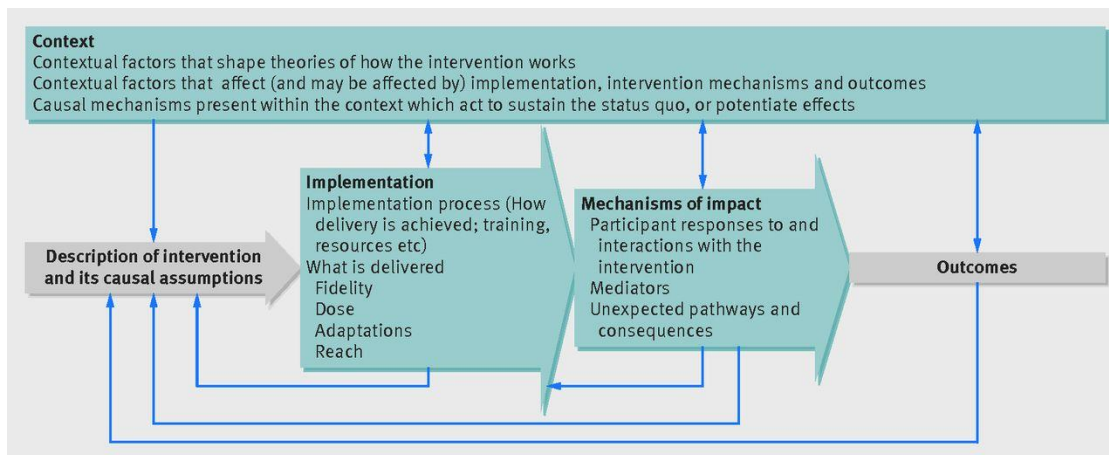 Context
Contextual factors that shape theories of how the intervention works
Contextual factors that affect (and may be affected by) implementation, intervention mechanisms and outcomes
Causal mechanisms present within the context which act to sustain the status quo, or potentiate effects
Description of intervention
and its causal assumptions
Implementation
Implementation process (How
delivery is achieved; training,
resources etc)
What is delivered
Fidelity
Dose
Adaptations
Reach
Mechanisms of impact
Participant responses to and
interactions with the
intervention
Mediators
Unexpected pathways and
consequences
Outcomes